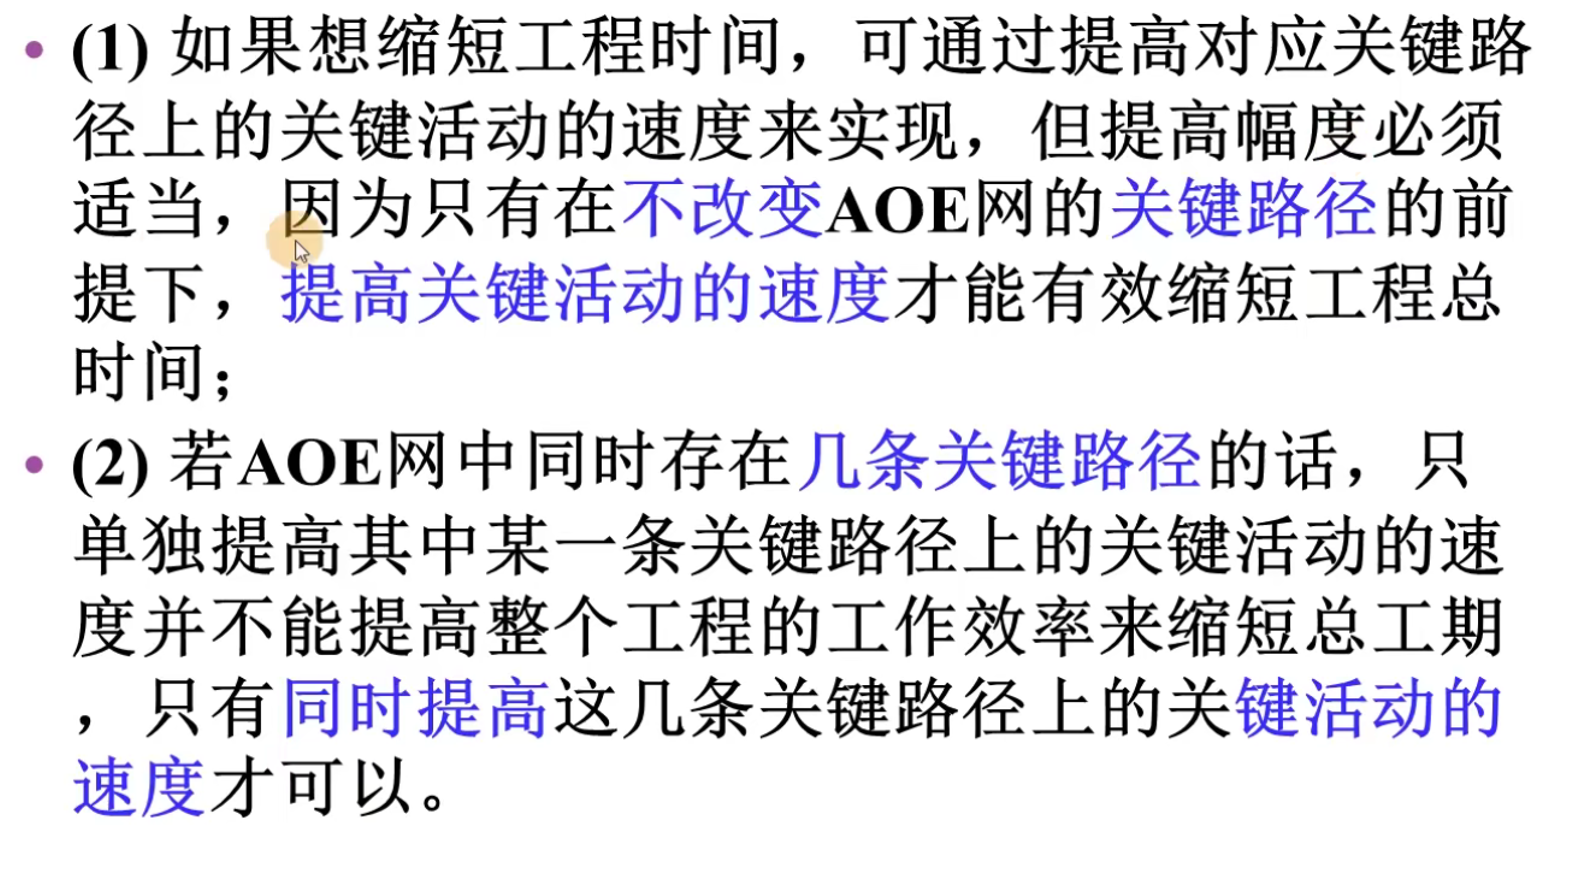 • (1) 如果想缩短工程时间，可通过提高对应关键路
径上的关键活动的速度来实现，但提高幅度必须
适当，因为只有在不改变AOE网的关键路径的前
提下，提高关键活动的速度才能有效缩短工程总
时间；
• (2) 若AOE网中同时存在几条关键路径的话，只
单独提高其中某一条关键路径上的关键活动的速
度并不能提高整个工程的工作效率来缩短总工期
，只有同时提高这几条关键路径上的关键活动的
速度才可以。